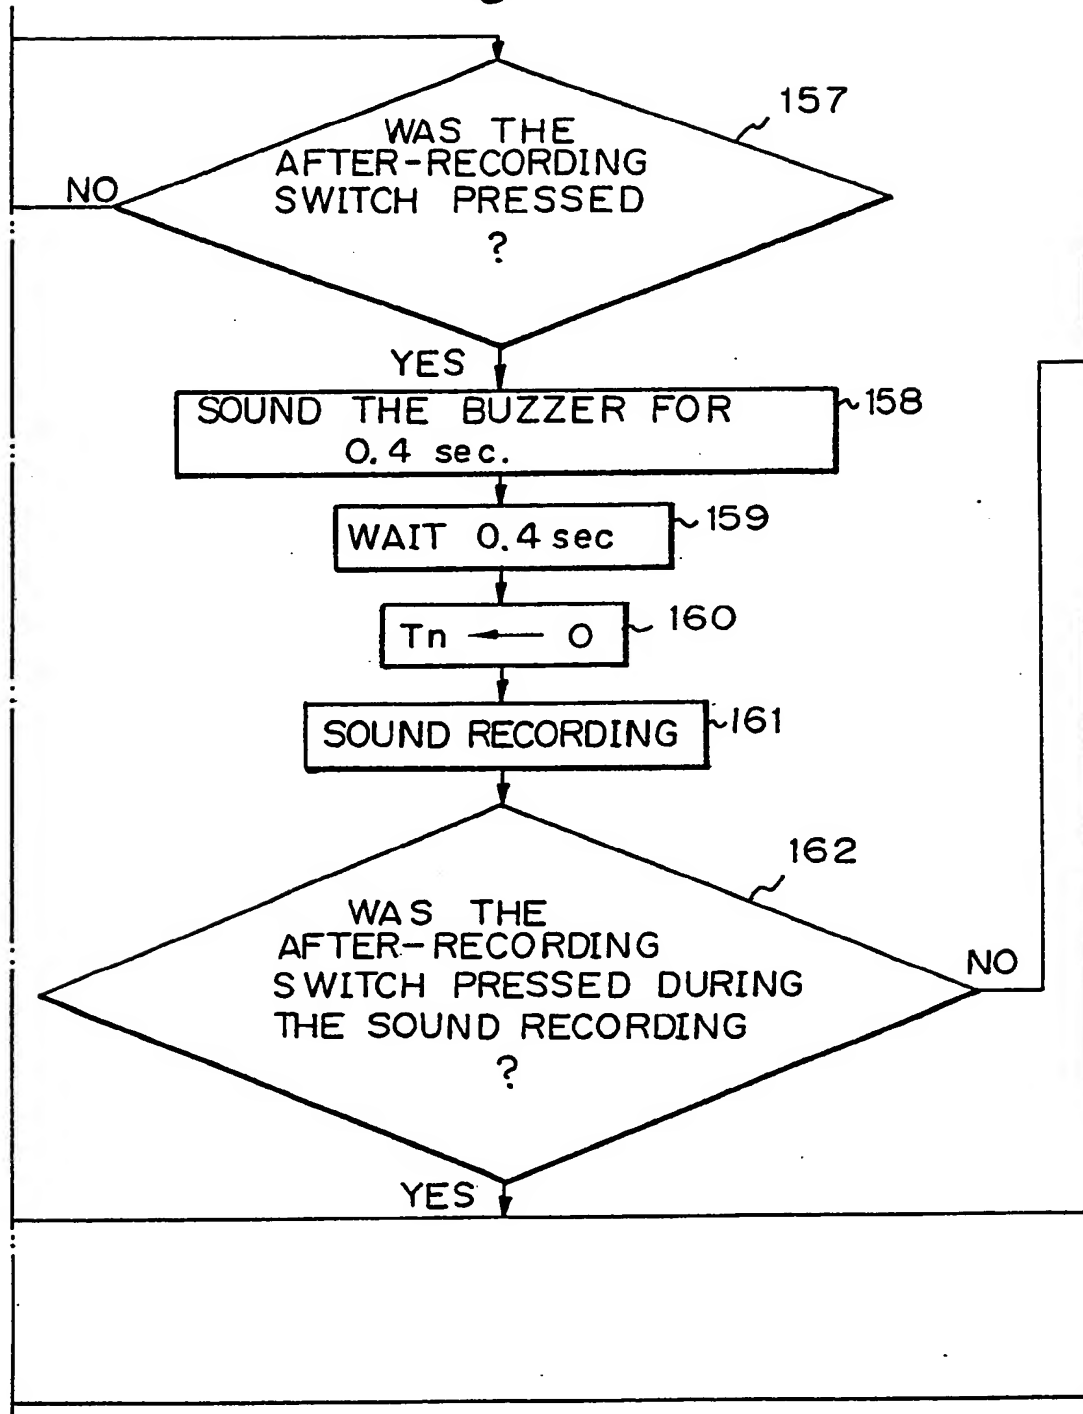 WAS THE
AFTER-RECORDING
SWITCH PRESSED
?
157
NO
YES
SOUND THE BUZZER FOR
0.4 sec.
158
WAIT 0.4 sec
159
Tn ← 0
160
SOUND RECORDING
161
162
WAS THE
AFTER-RECORDING
SWITCH PRESSED DURING
THE SOUND RECORDING
?
NO
YES